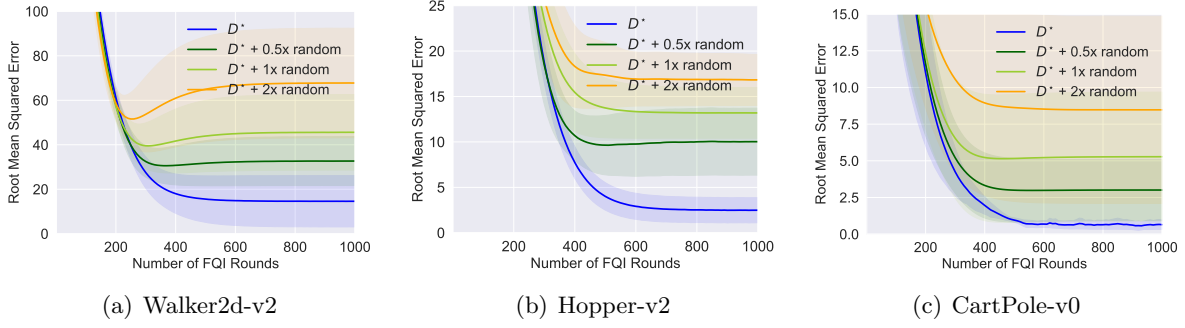 Root Mean Squared Error
100
80
60
40
20
0
D*
D* + 0.5x random
D* + 1x random
D* + 2x random
200 400 600 800 1000
Number of FQI Rounds
(a) Walker2d-v2
Root Mean Squared Error
25
20
15
10
5
0
D*
D* + 0.5x random
D* + 1x random
D* + 2x random
200 400 600 800 1000
Number of FQI Rounds
(b) Hopper-v2
Root Mean Squared Error
15.0
12.5
10.0
7.5
5.0
2.5
0.0
D*
D* + 0.5x random
D* + 1x random
D* + 2x random
200 400 600 800 1000
Number of FQI Rounds
(c) CartPole-v0